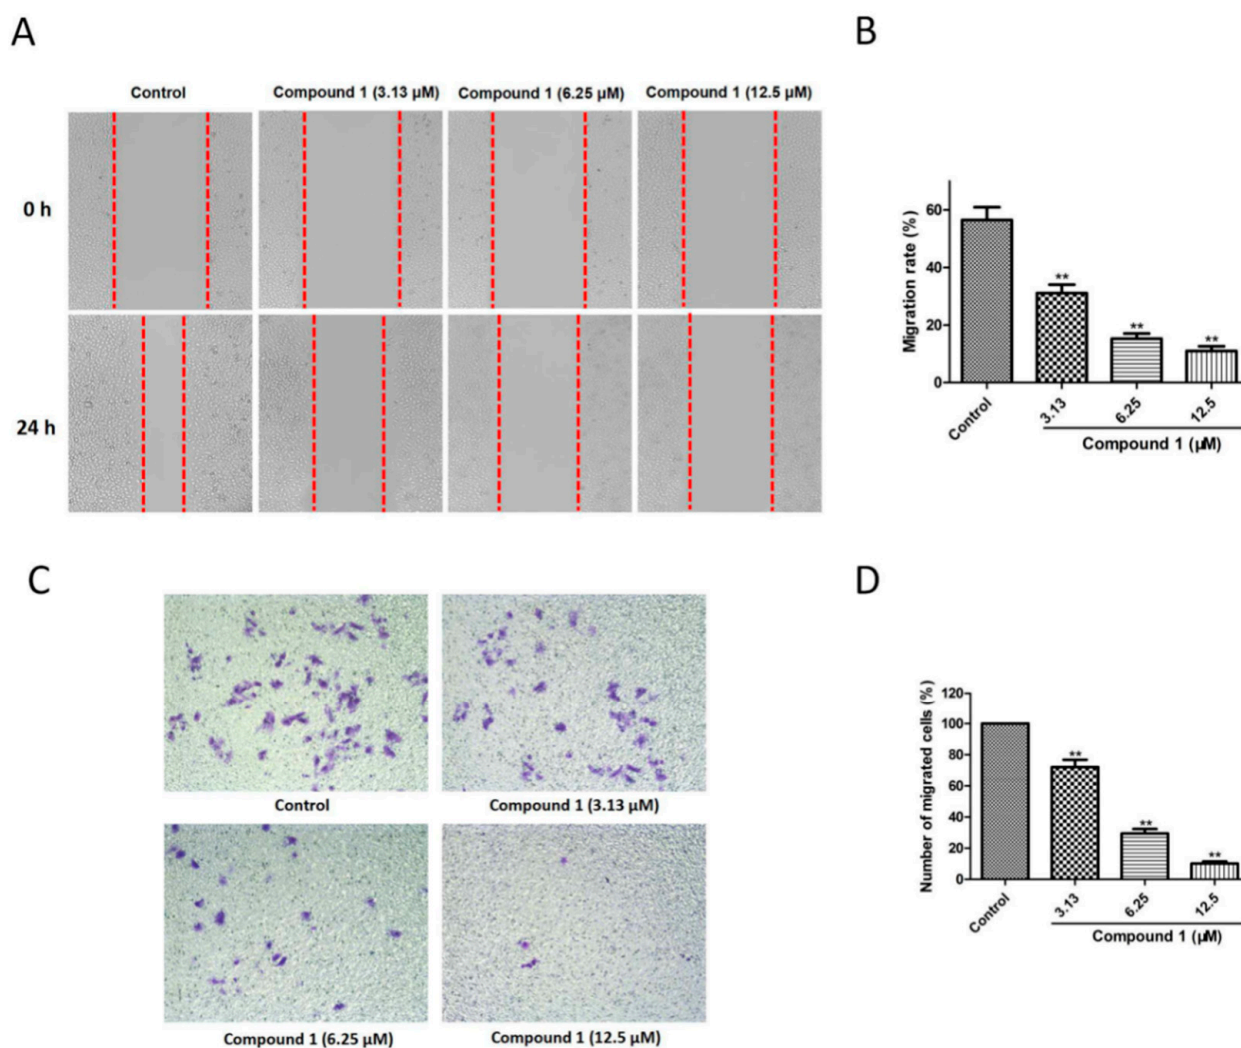 A
Control
Compound 1 (3.13 µM)
Compound 1 (6.25 µM)
Compound 1 (12.5 µM)
0 h
24 h
B
Migration rate (%)
60
40
20
0
**
**
**
Control
3.13
6.25
12.5
Compound 1 (µM)
C
Control
Compound 1 (3.13 µM)
Compound 1 (6.25 µM)
Compound 1 (12.5 µM)
D
Number of migrated cells (%)
120
100
80
60
40
20
0
**
**
**
Control
3.13
6.25
12.5
Compound 1 (µM)